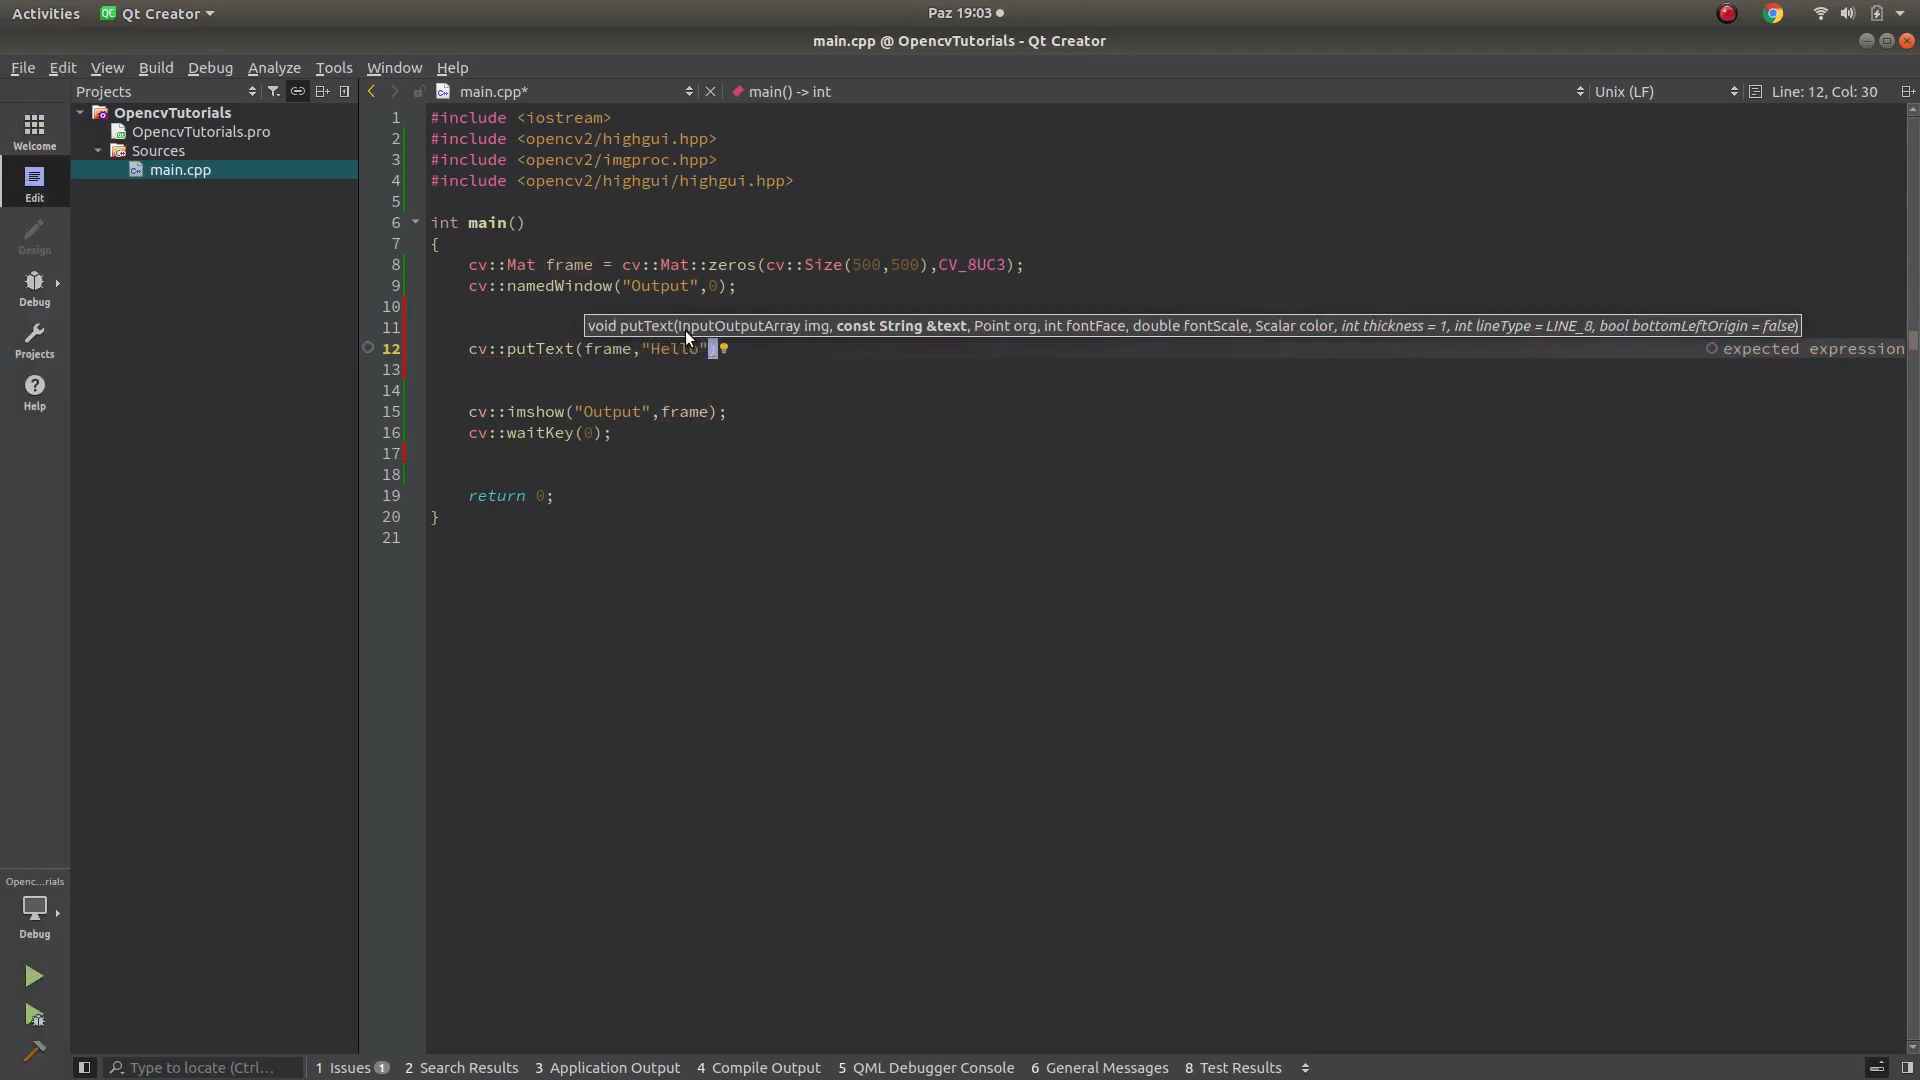 Activities Qt Creator Paz 19:03
main.cpp @ OpencvTutorials - Qt Creator
File Edit View Build Debug Analyze Tools Window Help
Projects main.cpp* main() -> int Unix (LF) Line: 12, Col: 30
OpencvTutorials
OpencvTutorials.pro
Sources
main.cpp
Welcome
Edit
Design
Debug
Projects
Help
1 #include <iostream>
2 #include <opencv2/highgui.hpp>
3 #include <opencv2/imgproc.hpp>
4 #include <opencv2/highgui/highgui.hpp>
5
6 int main()
7 {
8 cv::Mat frame = cv::Mat::zeros(cv::Size(500,500),CV_8UC3);
9 cv::namedWindow("Output",0);
10
11
void putText(InputOutputArray img, const String &text, Point org, int fontFace, double fontScale, Scalar color, int thickness = 1, int lineType = LINE_8, bool bottomLeftOrigin = false)
12 cv::putText(frame,"Hello" expected expression
13
14
15 cv::imshow("Output",frame);
16 cv::waitKey(0);
17
18
19 return 0;
20 }
21
Openc...rials
Debug
Type to locate (Ctrl... 1 Issues 1 2 Search Results 3 Application Output 4 Compile Output 5 QML Debugger Console 6 General Messages 8 Test Results